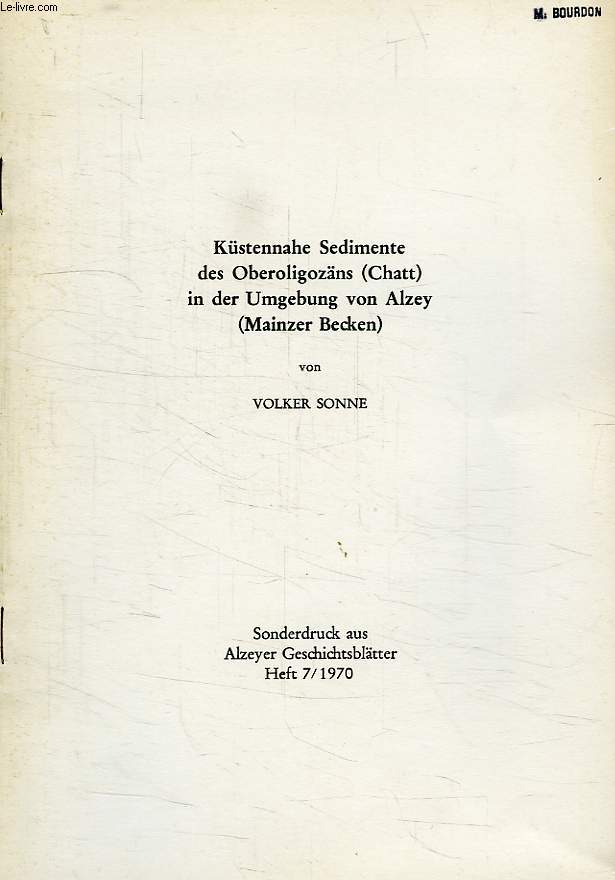 Le-livre.com
M. BOURDON
Küstennahe Sedimente
des Oberoligozäns (Chatt)
in der Umgebung von Alzey
(Mainzer Becken)
von
VOLKER SONNE
Sonderdruck aus
Alzeyer Geschichtsblätter
Heft 7/1970